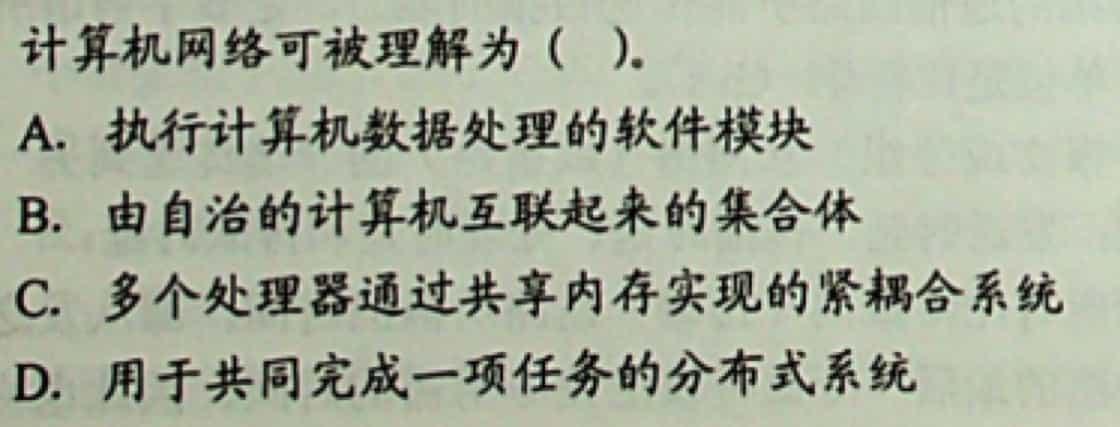 计算机网络可被理解为（ ）。
A. 执行计算机数据处理的软件模块
B. 由自治的计算机互联起来的集合体
C. 多个处理器通过共享内存实现的紧耦合系统
D. 用于共同完成一项任务的分布式系统